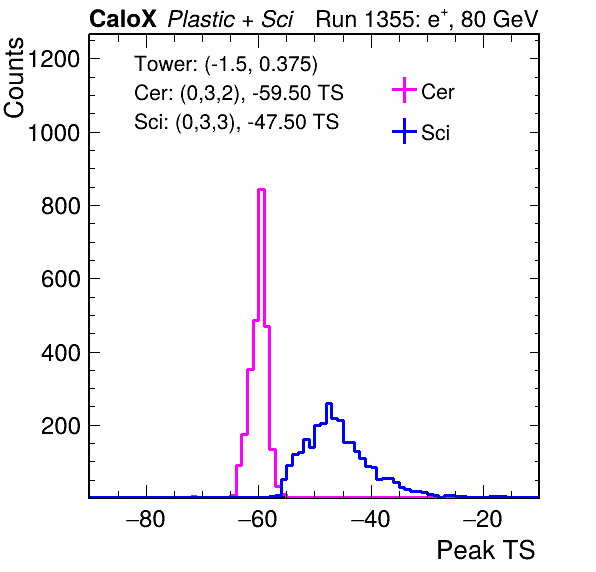 CaloX Plastic + Sci Run 1355: e⁺, 80 GeV
Counts
Tower: (-1.5, 0.375)
Cer: (0,3,2), -59.50 TS
Sci: (0,3,3), -47.50 TS
Cer
Sci
1200
1000
800
600
400
200
−80 −60 −40 −20
Peak TS